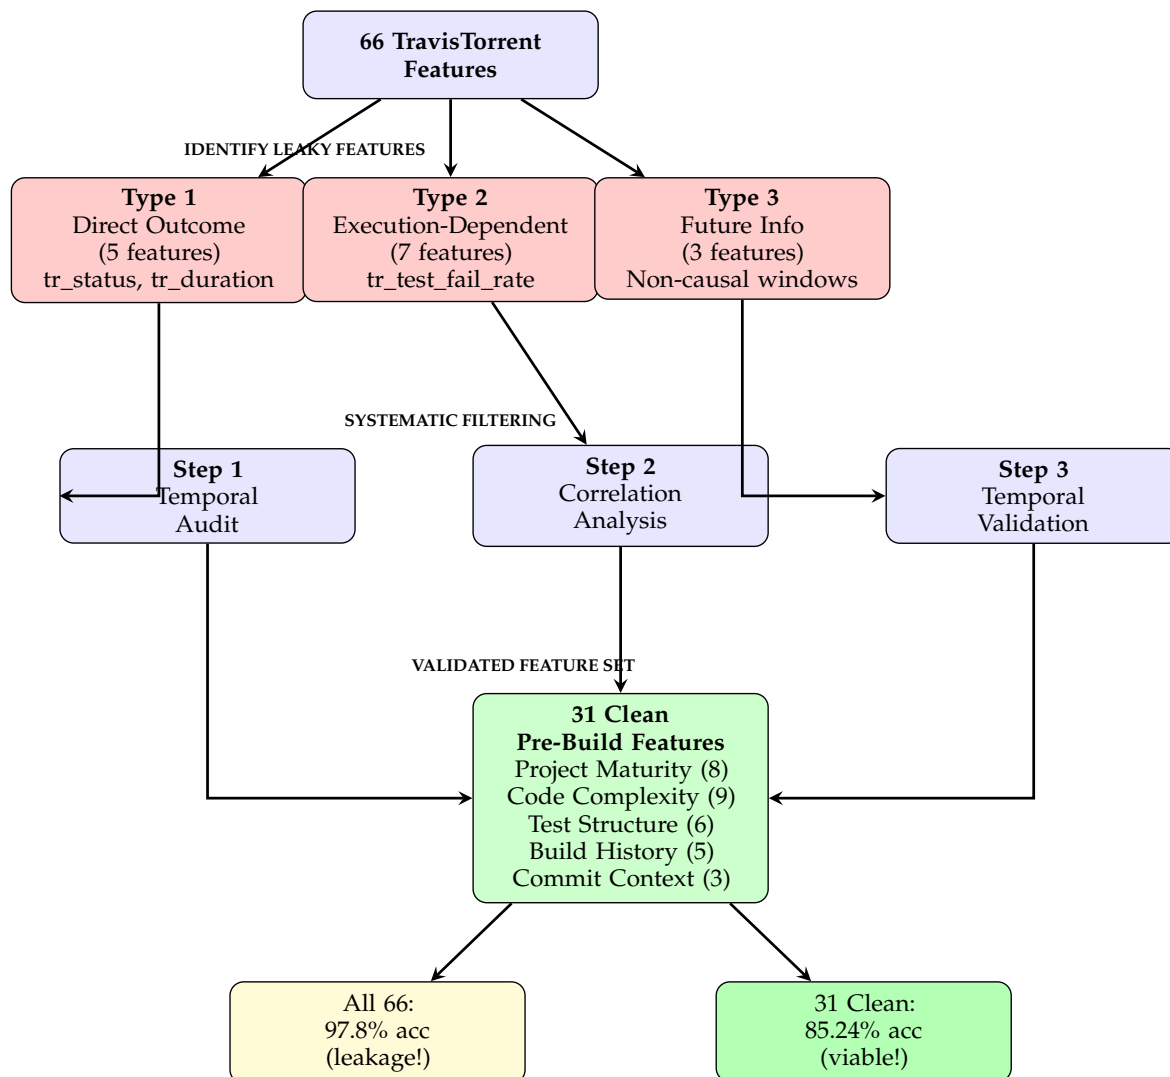 66 TravisTorrent
Features
IDENTIFY LEAKY FEATURES
Type 1
Direct Outcome
(5 features)
tr_status, tr_duration
Type 2
Execution-Dependent
(7 features)
tr_test_fail_rate
Type 3
Future Info
(3 features)
Non-causal windows
SYSTEMATIC FILTERING
Step 1
Temporal
Audit
Step 2
Correlation
Analysis
Step 3
Temporal
Validation
VALIDATED FEATURE SET
31 Clean
Pre-Build Features
Project Maturity (8)
Code Complexity (9)
Test Structure (6)
Build History (5)
Commit Context (3)
All 66:
97.8% acc
(leakage!)
31 Clean:
85.24% acc
(viable!)